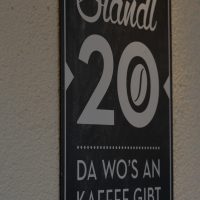 Standl
20
DA WO'S AN
KAFFEE GIBT